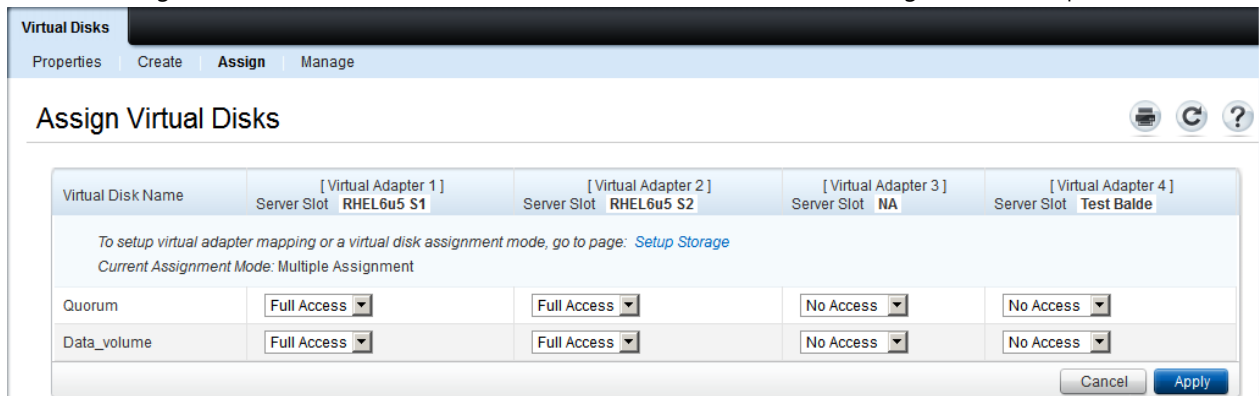 Virtual Disks
Properties Create Assign Manage
Assign Virtual Disks
Virtual Disk Name [ Virtual Adapter 1 ] [ Virtual Adapter 2 ] [ Virtual Adapter 3 ] [ Virtual Adapter 4 ]
Server Slot RHEL6u5 S1 Server Slot RHEL6u5 S2 Server Slot NA Server Slot Test Balde
To setup virtual adapter mapping or a virtual disk assignment mode, go to page: Setup Storage
Current Assignment Mode: Multiple Assignment
Quorum Full Access Full Access No Access No Access
Data_volume Full Access Full Access No Access No Access
Cancel Apply